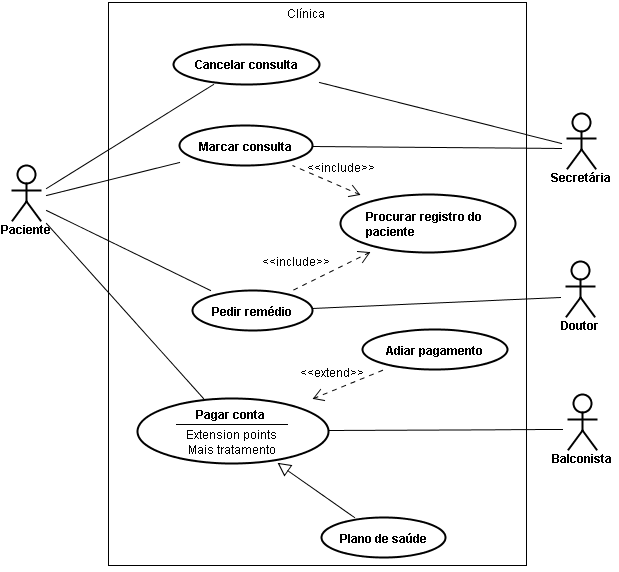 Clínica
Cancelar consulta
Marcar consulta
<<include>>
Secretária
Paciente
Procurar registro do
paciente
<<include>>
Pedir remédio
Doutor
Adiar pagamento
<<extend>>
Pagar conta
Extension points
Mais tratamento
Balconista
Plano de saúde